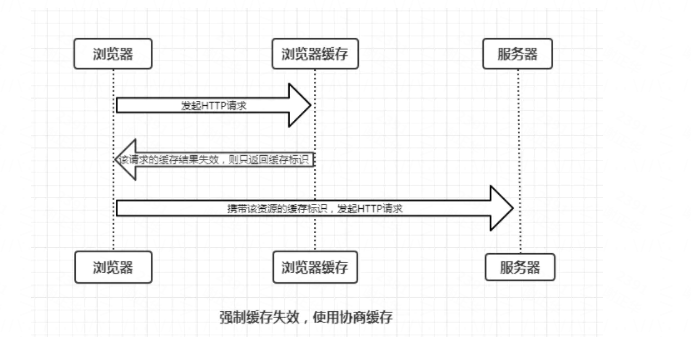 浏览器 浏览器缓存 服务器
发起HTTP请求
该请求的缓存结果失效，则只返回缓存标识
携带该资源的缓存标识，发起HTTP请求
浏览器 浏览器缓存 服务器
强制缓存失效，使用协商缓存